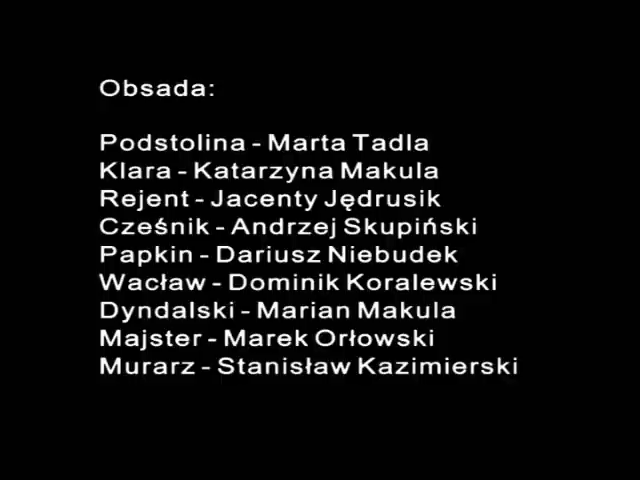 Obsada:
Podstolina - Marta Tadla
Klara - Katarzyna Makula
Rejent - Jacenty Jędrusik
Cześnik - Andrzej Skupiński
Papkin - Dariusz Niebudek
Wacław - Dominik Koralewski
Dyndalski - Marian Makula
Majster - Marek Orłowski
Murarz - Stanisław Kazimierski